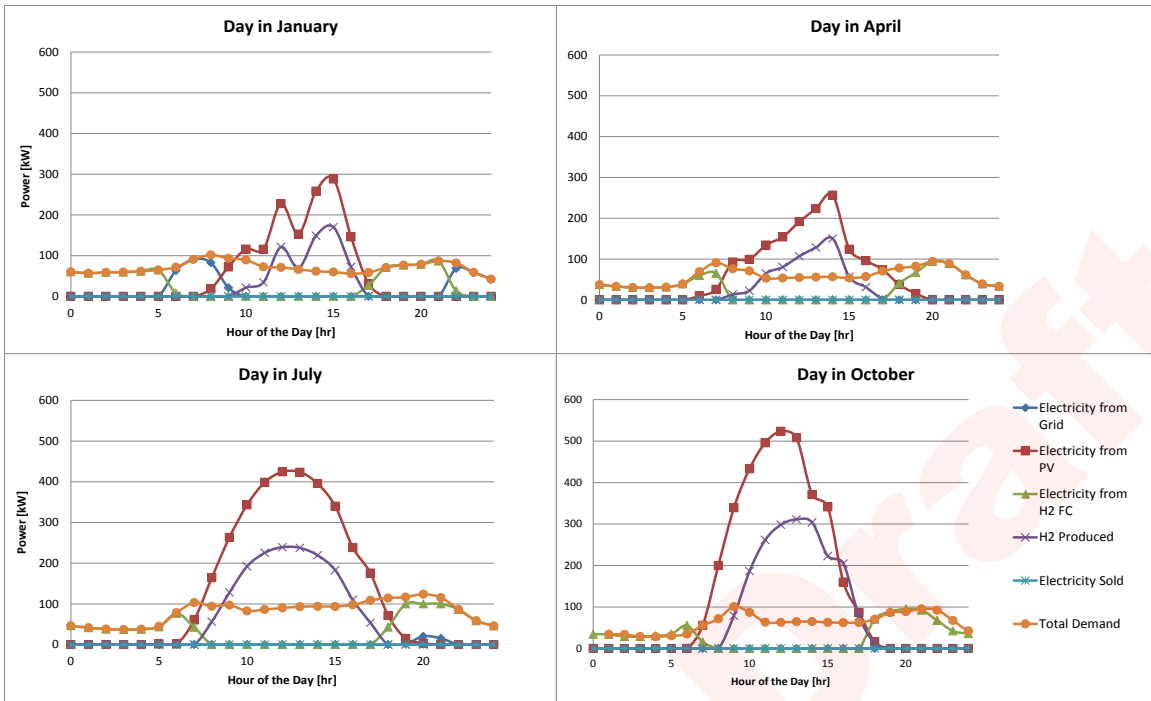 Day in January
600
500
400
300
200
100
0
0 5 10 15 20
Power [kW]
Hour of the Day [hr]
Day in April
600
500
400
300
200
100
0
0 5 10 15 20
Hour of the Day [hr]
Day in July
600
500
400
300
200
100
0
0 5 10 15 20
Power [kW]
Hour of the Day [hr]
Day in October
600
500
400
300
200
100
0
0 5 10 15 20
Hour of the Day [hr]
Electricity from
Grid
Electricity from
PV
Electricity from
H2 FC
H2 Produced
Electricity Sold
Total Demand
Draft